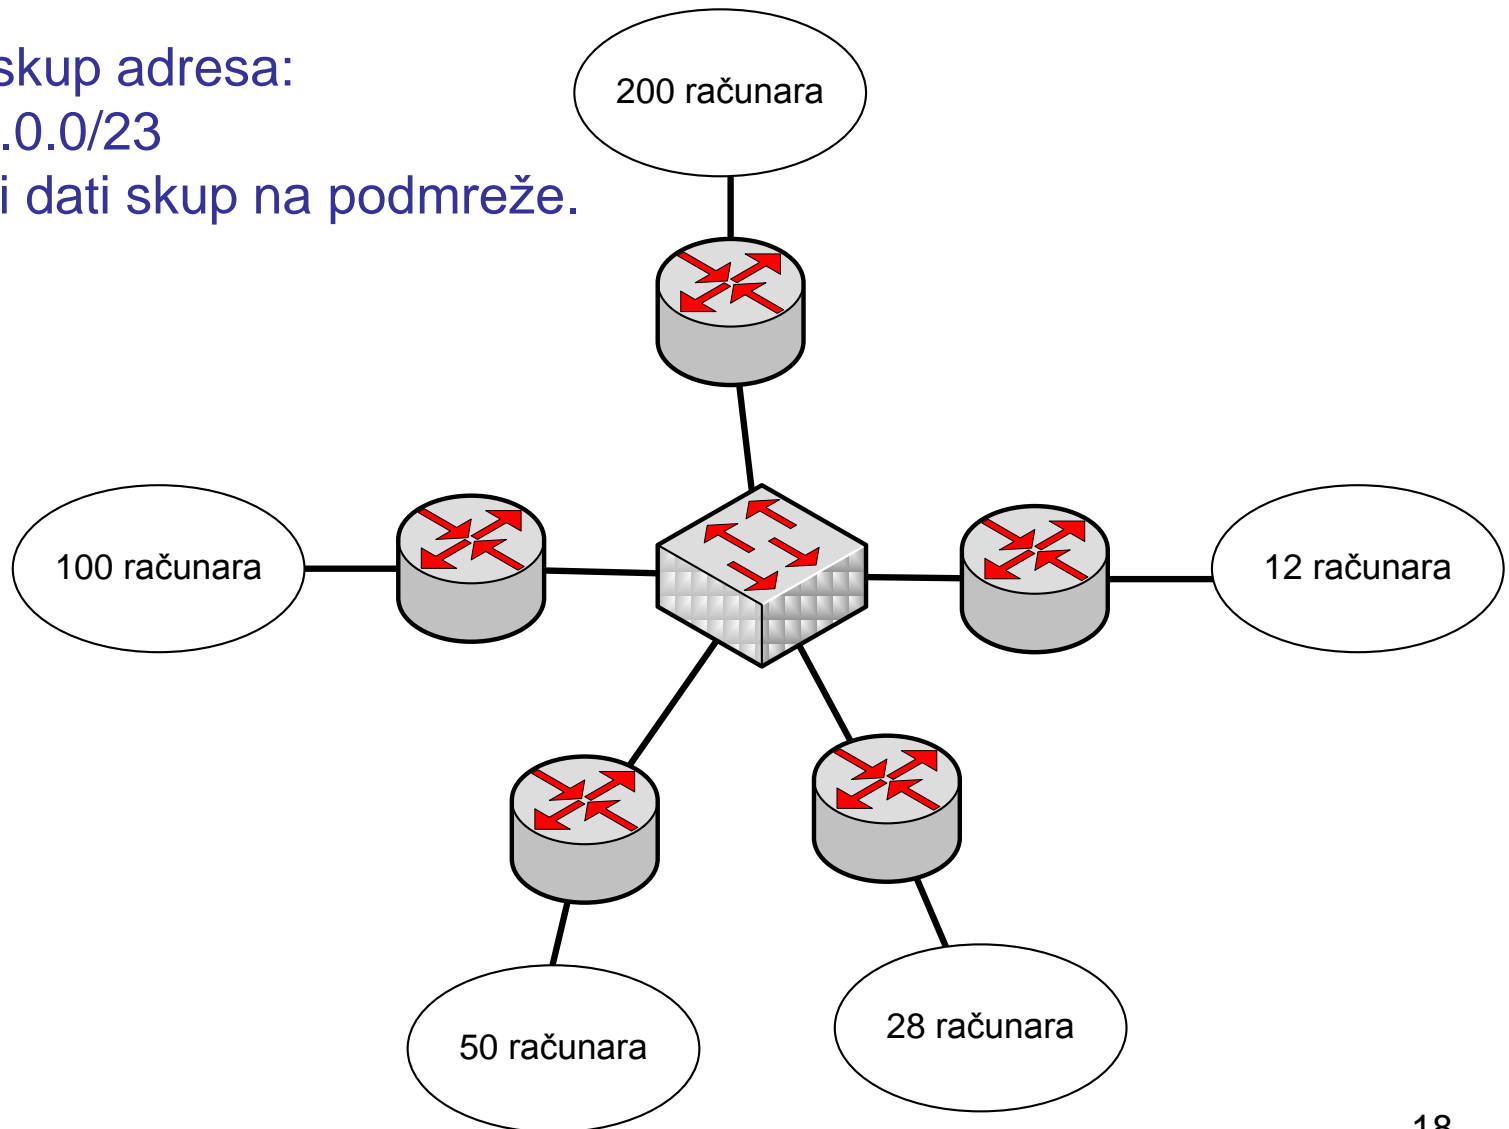 skup adresa:
.0.0/23
i dati skup na podmreže.
200 računara
100 računara
12 računara
50 računara
28 računara
18